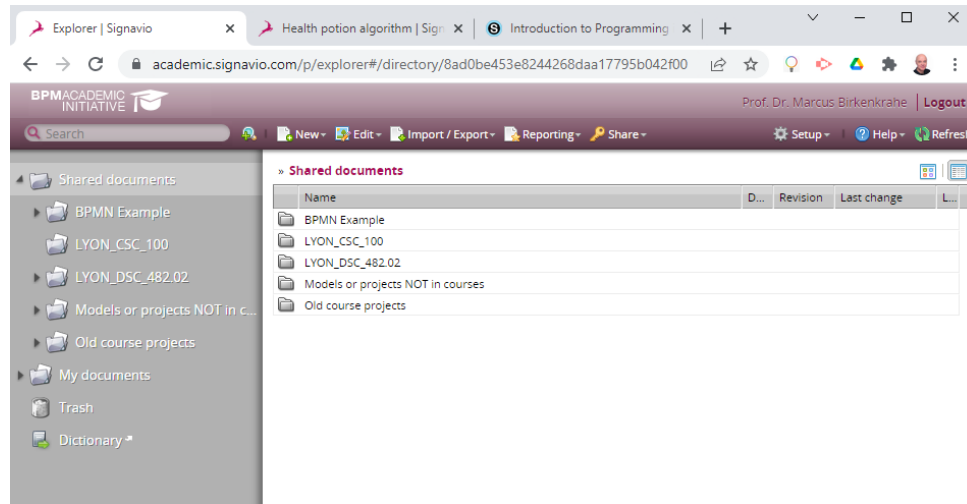 Explorer | Signavio
Health potion algorithm | Sign
Introduction to Programming
academic.signavio.com/p/explorer#/directory/8ad0be453e8244268daa17795b042f00
BPMACADEMIC
INITIATIVE
Prof. Dr. Marcus Birkenkrahe | Logout
Search
New Edit Import / Export Reporting Share Setup Help Refresh
Shared documents
BPMN Example
LYON_CSC_100
LYON_DSC_482.02
Models or projects NOT in c...
Old course projects
My documents
Trash
Dictionary
» Shared documents
Name D... Revision Last change L...
BPMN Example
LYON_CSC_100
LYON_DSC_482.02
Models or projects NOT in courses
Old course projects